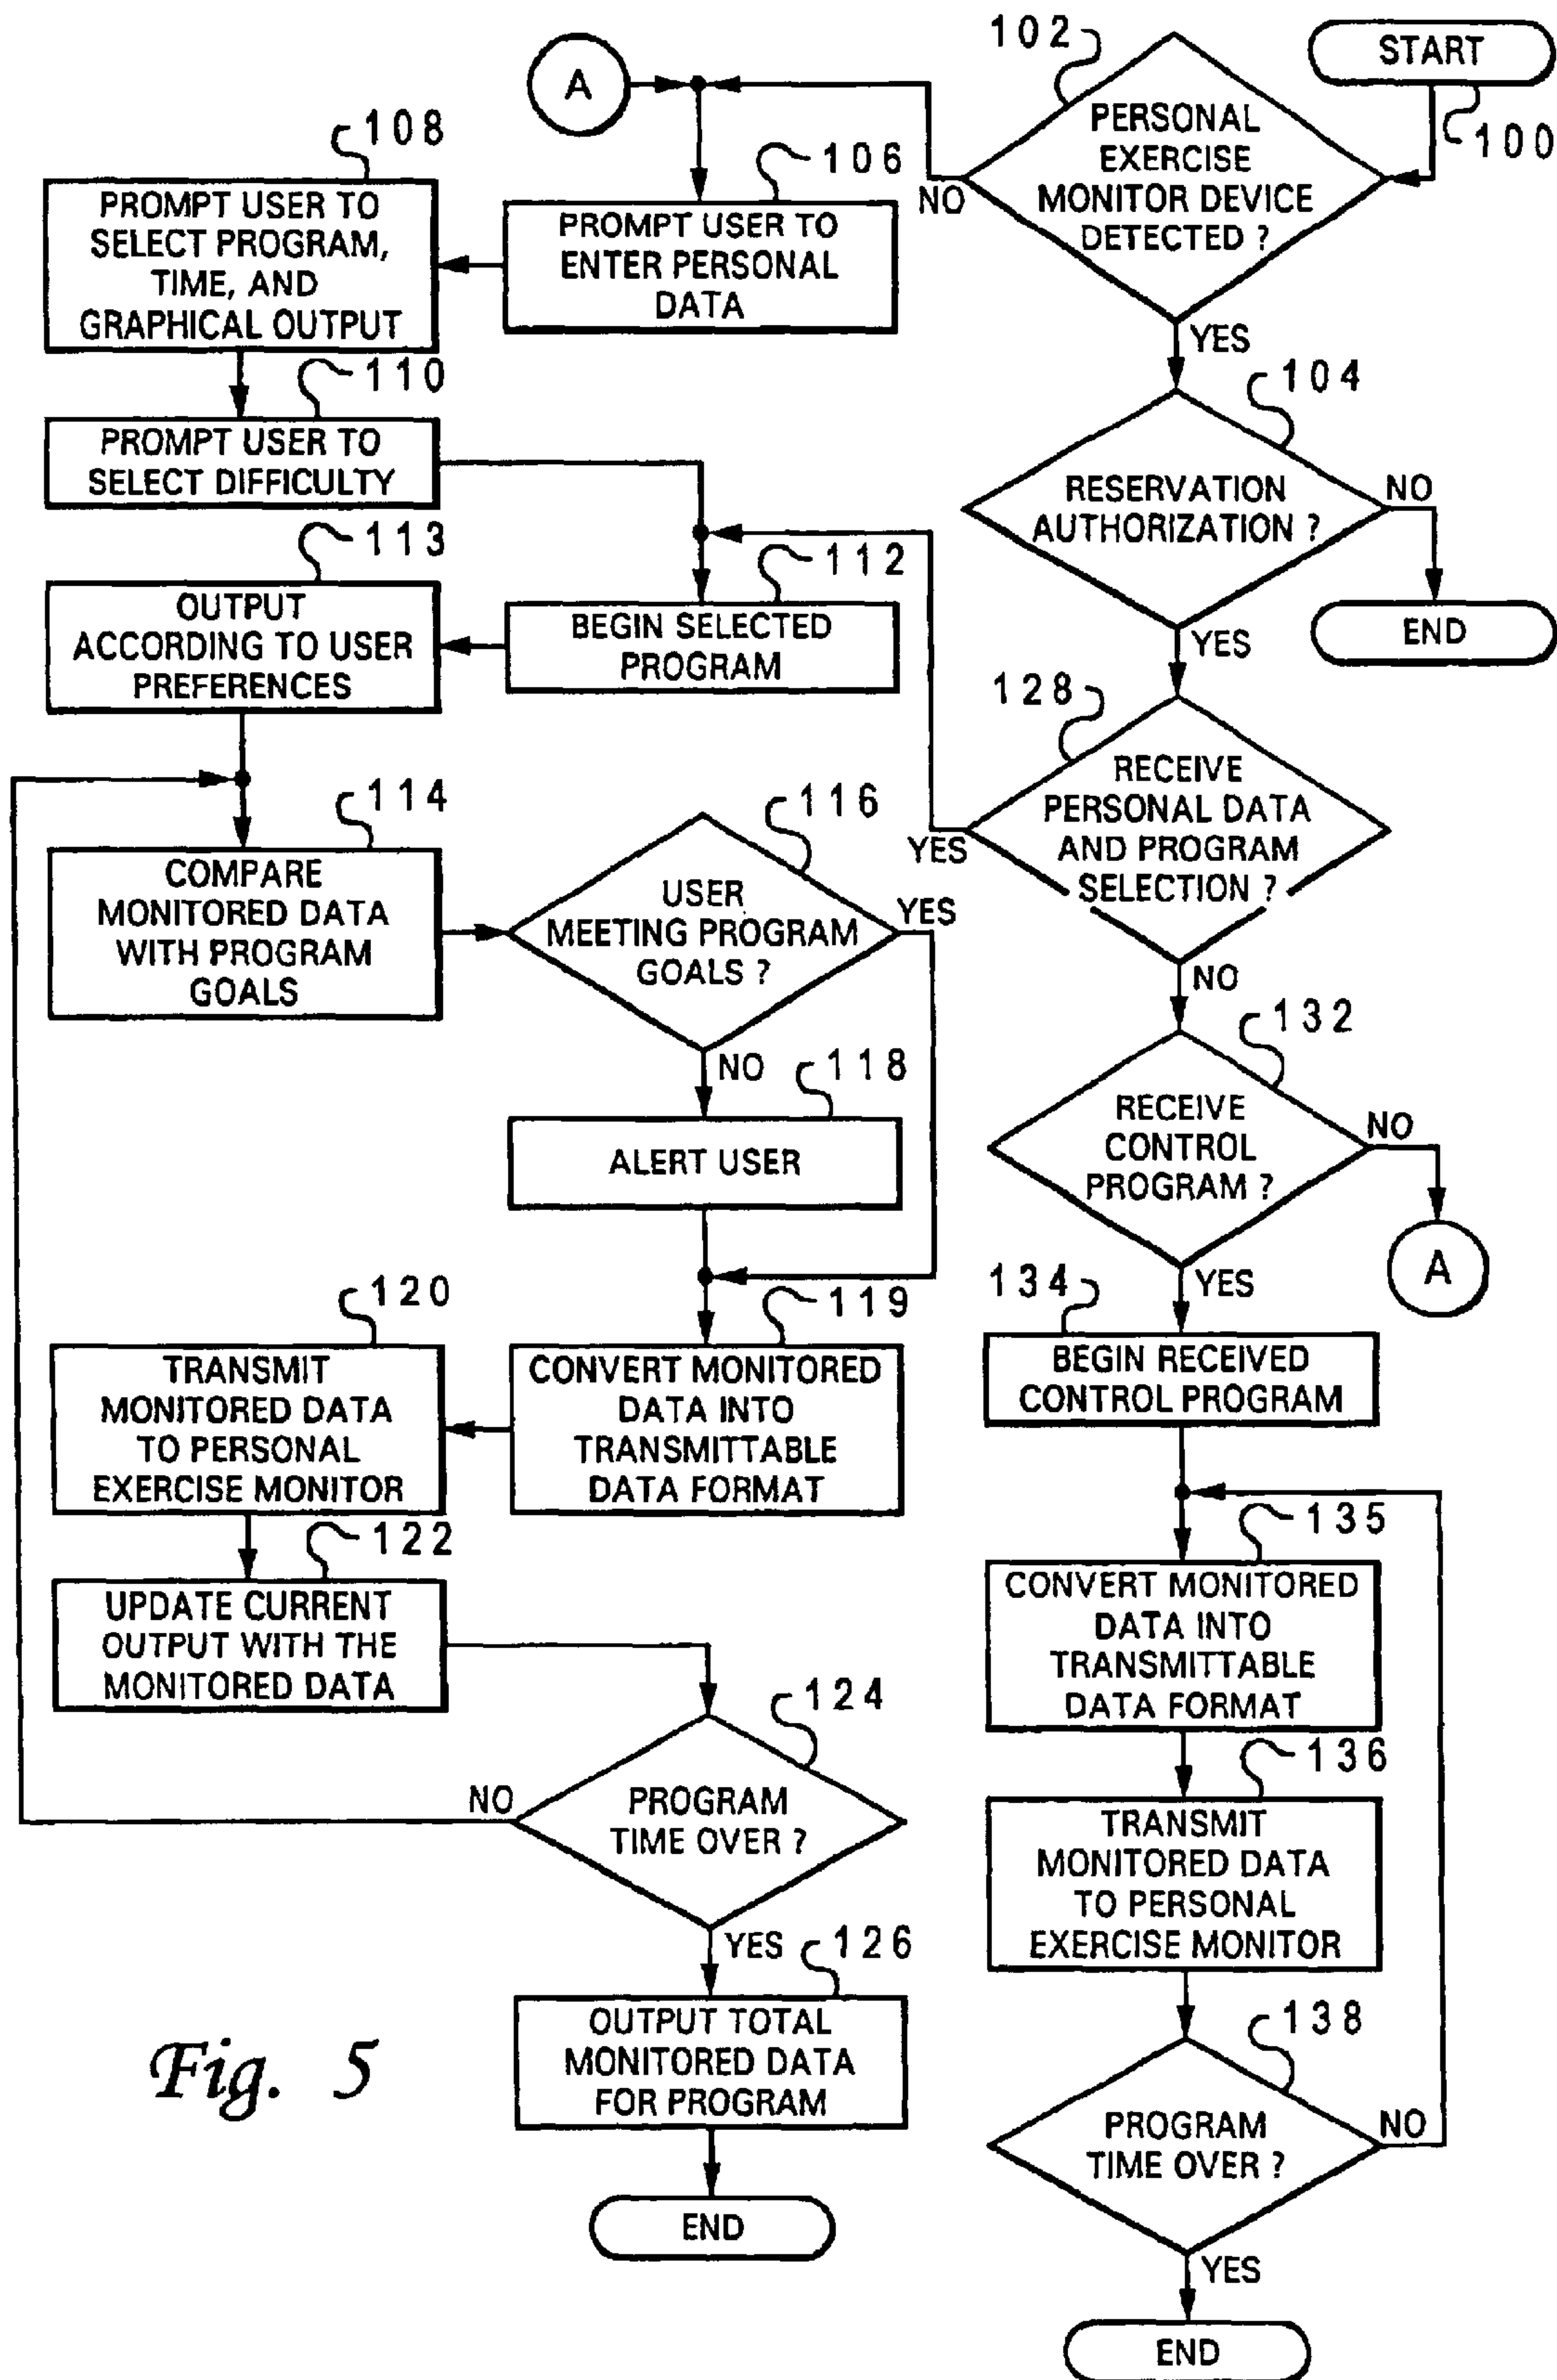 START
100
102
PERSONAL
EXERCISE
MONITOR DEVICE
DETECTED ?
NO
YES
A
106
PROMPT USER TO
ENTER PERSONAL
DATA
108
PROMPT USER TO
SELECT PROGRAM,
TIME, AND
GRAPHICAL OUTPUT
110
PROMPT USER TO
SELECT DIFFICULTY
104
RESERVATION
AUTHORIZATION ?
NO
END
YES
112
BEGIN SELECTED
PROGRAM
113
OUTPUT
ACCORDING TO USER
PREFERENCES
128
RECEIVE
PERSONAL DATA
AND PROGRAM
SELECTION ?
YES
NO
114
COMPARE
MONITORED DATA
WITH PROGRAM
GOALS
116
USER
MEETING PROGRAM
GOALS ?
YES
NO
118
ALERT USER
132
RECEIVE
CONTROL
PROGRAM ?
NO
A
YES
134
BEGIN RECEIVED
CONTROL PROGRAM
119
CONVERT MONITORED
DATA INTO
TRANSMITTABLE
DATA FORMAT
120
TRANSMIT
MONITORED DATA
TO PERSONAL
EXERCISE MONITOR
122
UPDATE CURRENT
OUTPUT WITH THE
MONITORED DATA
124
PROGRAM
TIME OVER ?
NO
YES
126
OUTPUT TOTAL
MONITORED DATA
FOR PROGRAM
END
135
CONVERT MONITORED
DATA INTO
TRANSMITTABLE
DATA FORMAT
136
TRANSMIT
MONITORED DATA
TO PERSONAL
EXERCISE MONITOR
138
PROGRAM
TIME OVER ?
NO
YES
END
Fig. 5